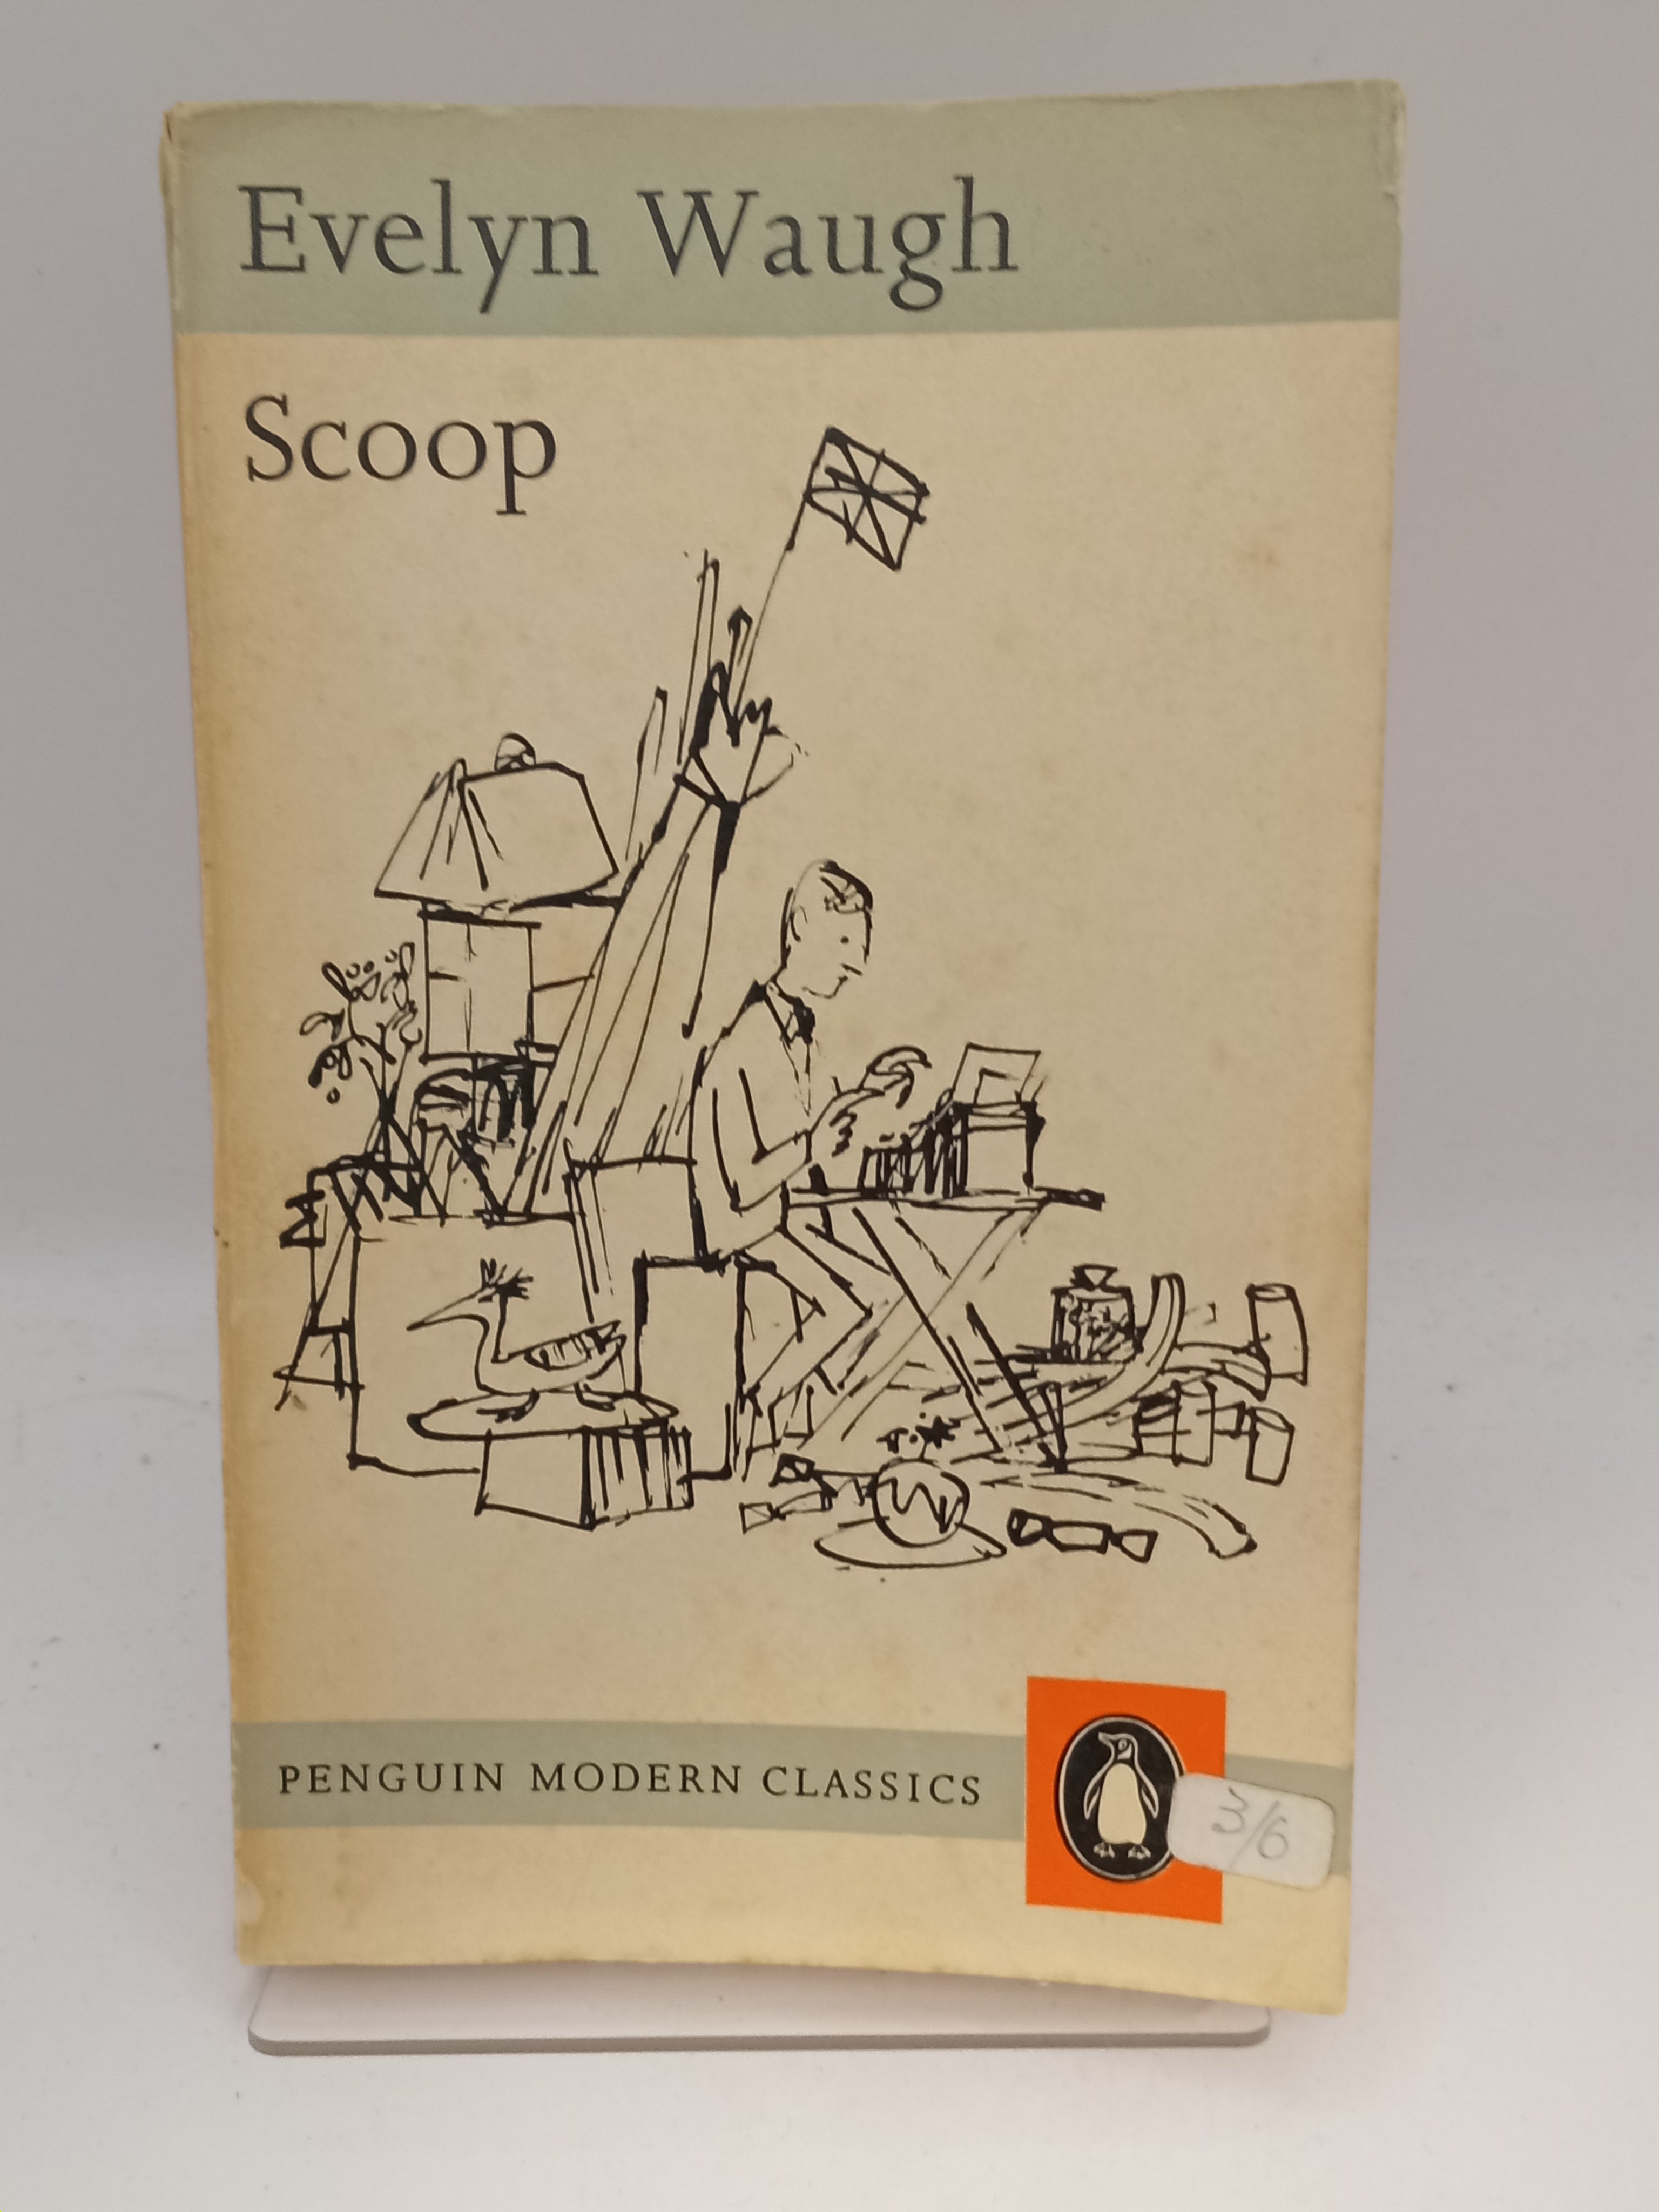 Evelyn Waugh
Scoop
PENGUIN MODERN CLASSICS
3/6